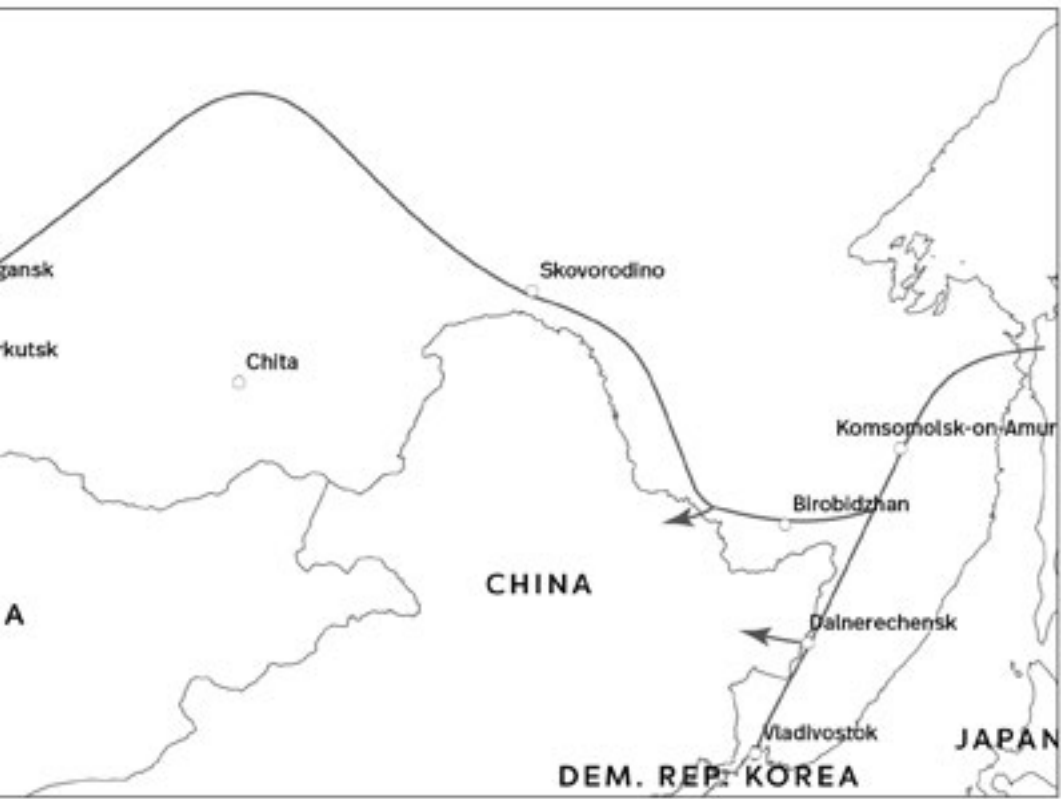 Skovorodino
gansk
rkutsk
Chita
Komsomolsk-on-Amur
Birobidzhan
CHINA
A
Dalnerechensk
Vladivostok
JAPAN
DEM. REP. KOREA